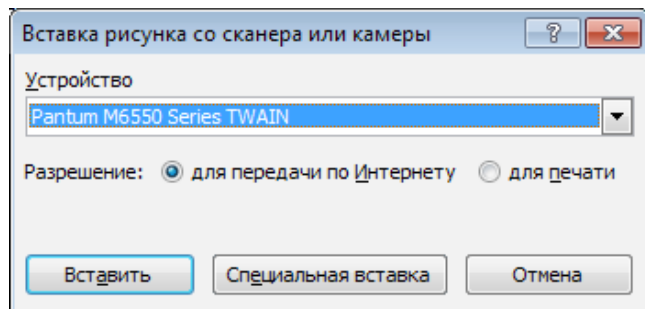 Вставка рисунка со сканера или камеры
Устройство
Pantum M6550 Series TWAIN
Разрешение: для передачи по Интернету для печати
Вставить Специальная вставка Отмена